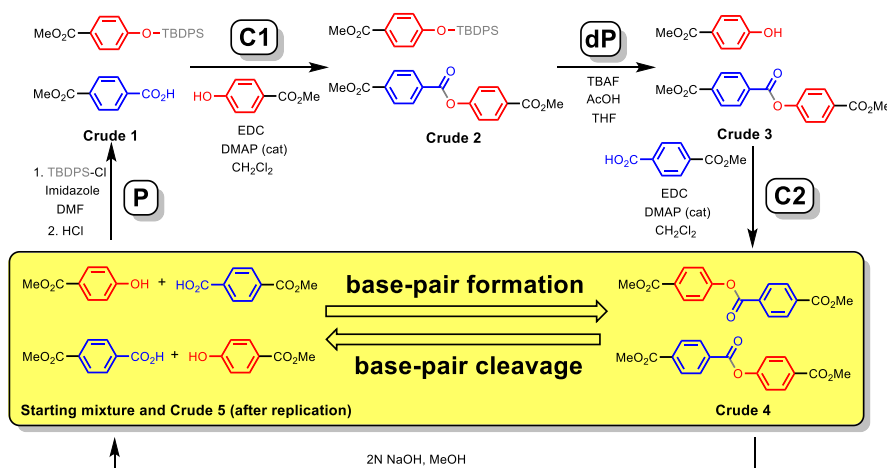 MeO₂C O TBDPS
MeO₂C CO₂H
Crude 1
C1
HO CO₂Me
EDC
DMAP (cat)
CH₂Cl₂
MeO₂C O TBDPS
MeO₂C O O CO₂Me
Crude 2
dP
TBAF
AcOH
THF
MeO₂C OH
MeO₂C O O CO₂Me
Crude 3
1. TBDPS-Cl
Imidazole
DMF
2. HCl
P
HO₂C CO₂Me
EDC
DMAP (cat)
CH₂Cl₂
C2
MeO₂C OH + HO₂C CO₂Me
MeO₂C CO₂H + HO CO₂Me
Starting mixture and Crude 5 (after replication)
base-pair formation
base-pair cleavage
MeO₂C O O CO₂Me
MeO₂C O O CO₂Me
Crude 4
2N NaOH, MeOH